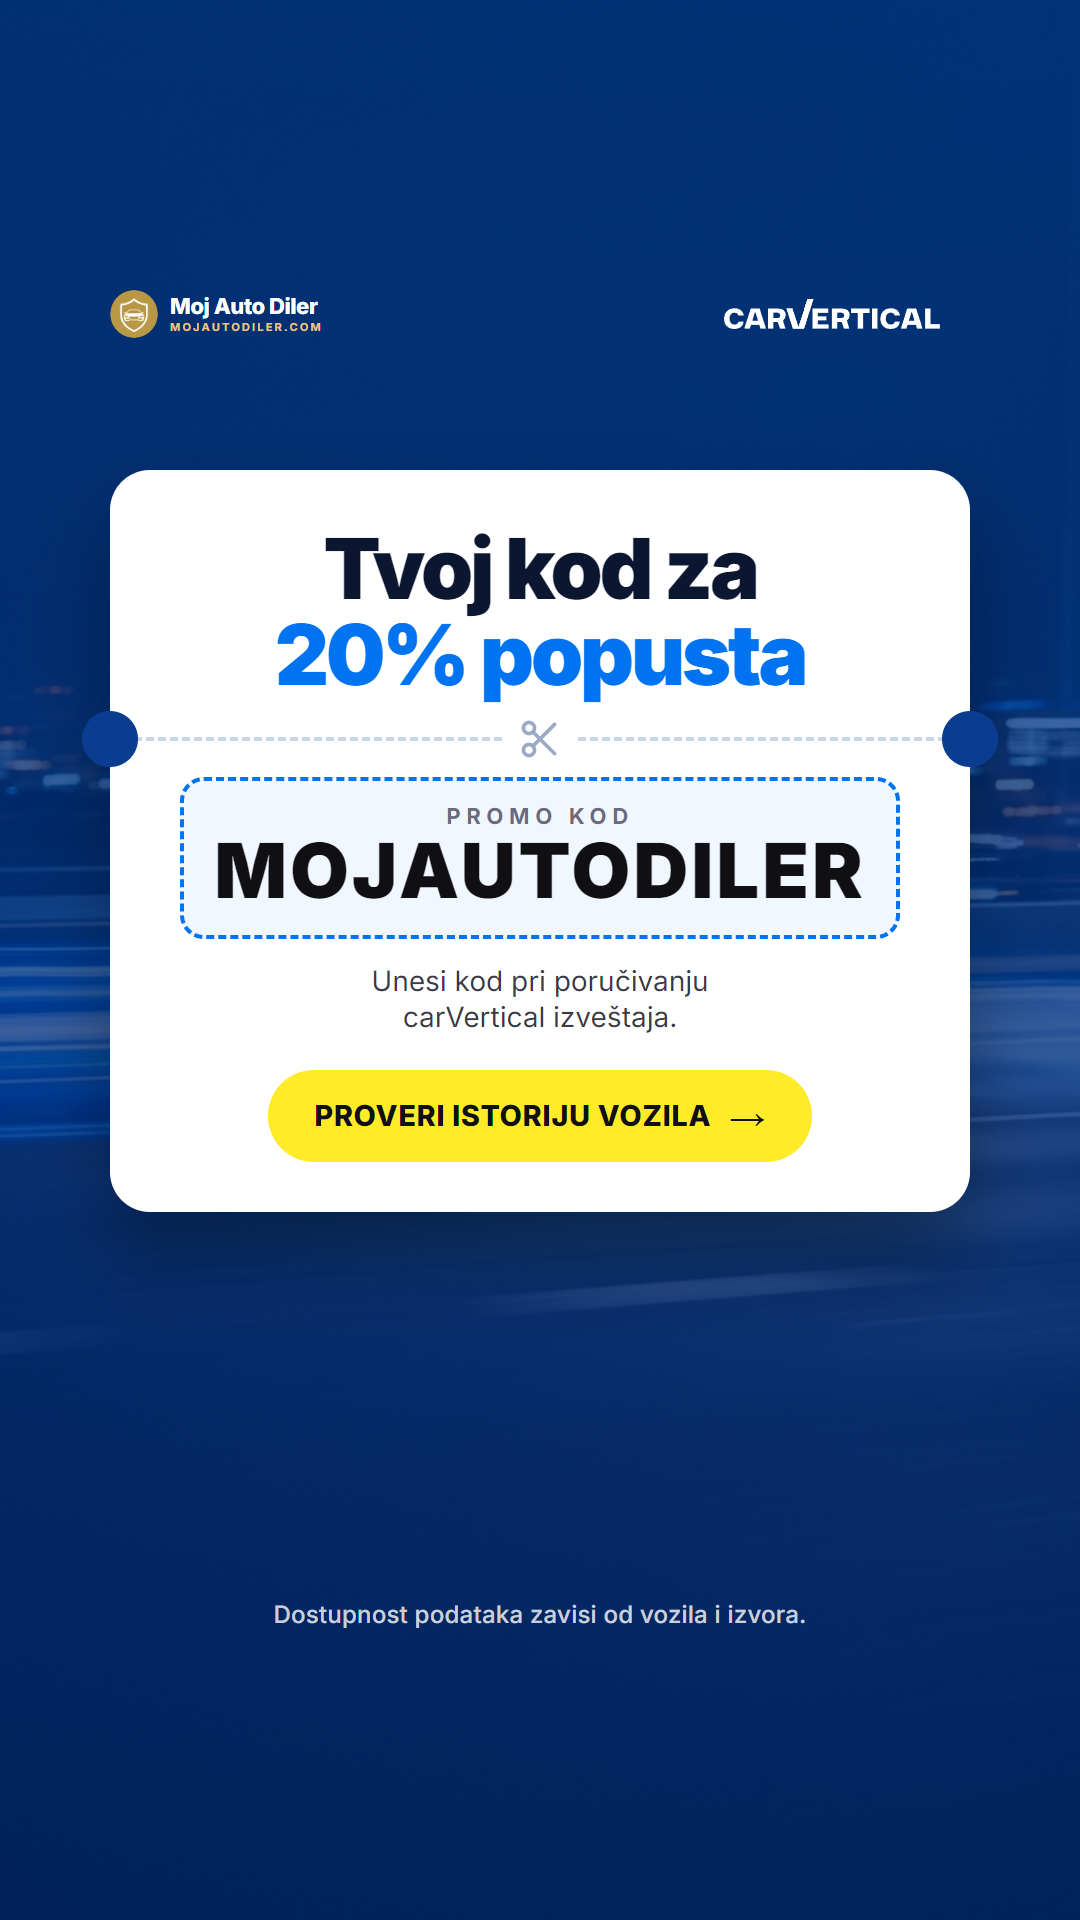 Moj Auto Diler
MOJAUTODILER.COM
CARVERTICAL
Tvoj kod za
20% popusta
PROMO KOD
MOJAUTODILER
Unesi kod pri poručivanju
carVertical izveštaja.
PROVERI ISTORIJU VOZILA →
Dostupnost podataka zavisi od vozila i izvora.